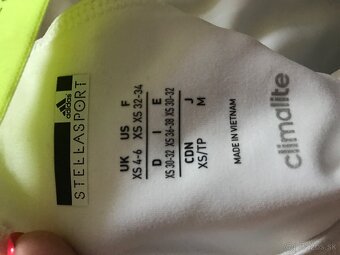 adidas
STELLASPORT
UK US F
XS 4-6 XS XS 32-34
D I E
XS 30-32 XS 36-38 XS 30-32
CDN J
XS/TP M
MADE IN VIETNAM
climalite